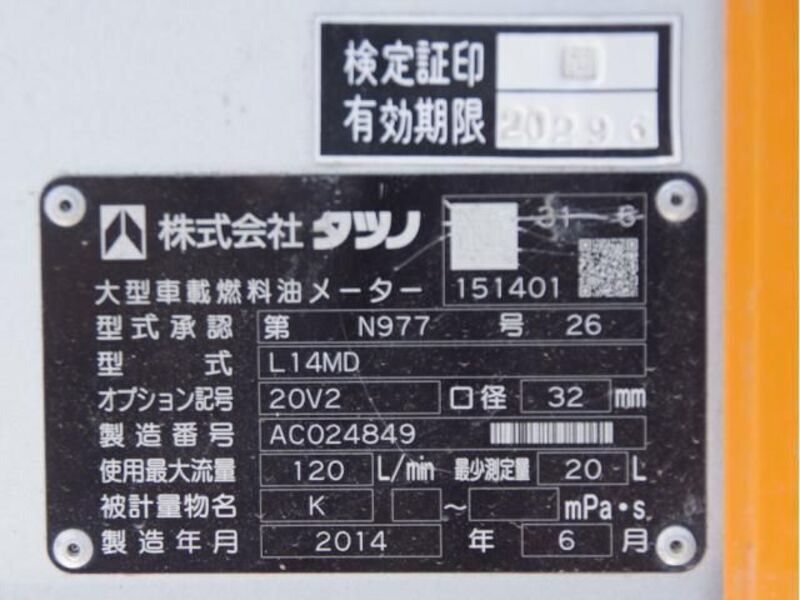 検定証印
有効期限 2029 6
株式会社 タツノ 31 6
大型車載燃料油メーター 151401
型式承認 第 N977 号 26
型式 L14MD
オプション記号 20V2 口径 32 mm
製造番号 AC024849
使用最大流量 120 L/min 最少測定量 20 L
被計量物名 K ~ mPa・s
製造年月 2014 年 6 月